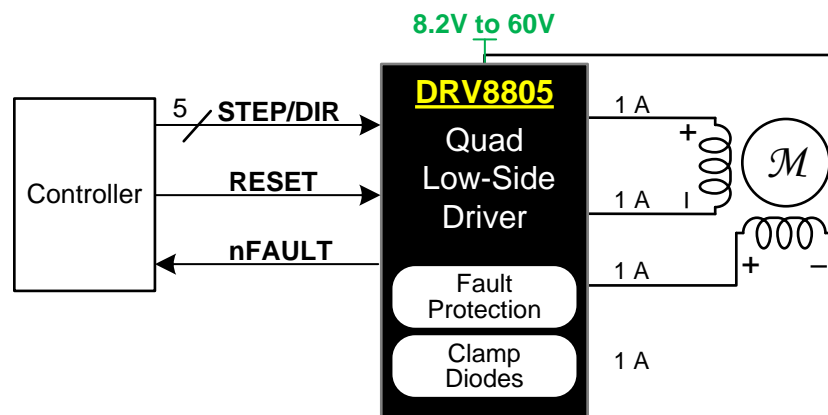 8.2V to 60V
DRV8805
5
STEP/DIR
1 A
Quad
Low-Side
Driver
+
M
Controller
RESET
1 A
–
nFAULT
1 A
+
–
Fault
Protection
Clamp
Diodes
1 A